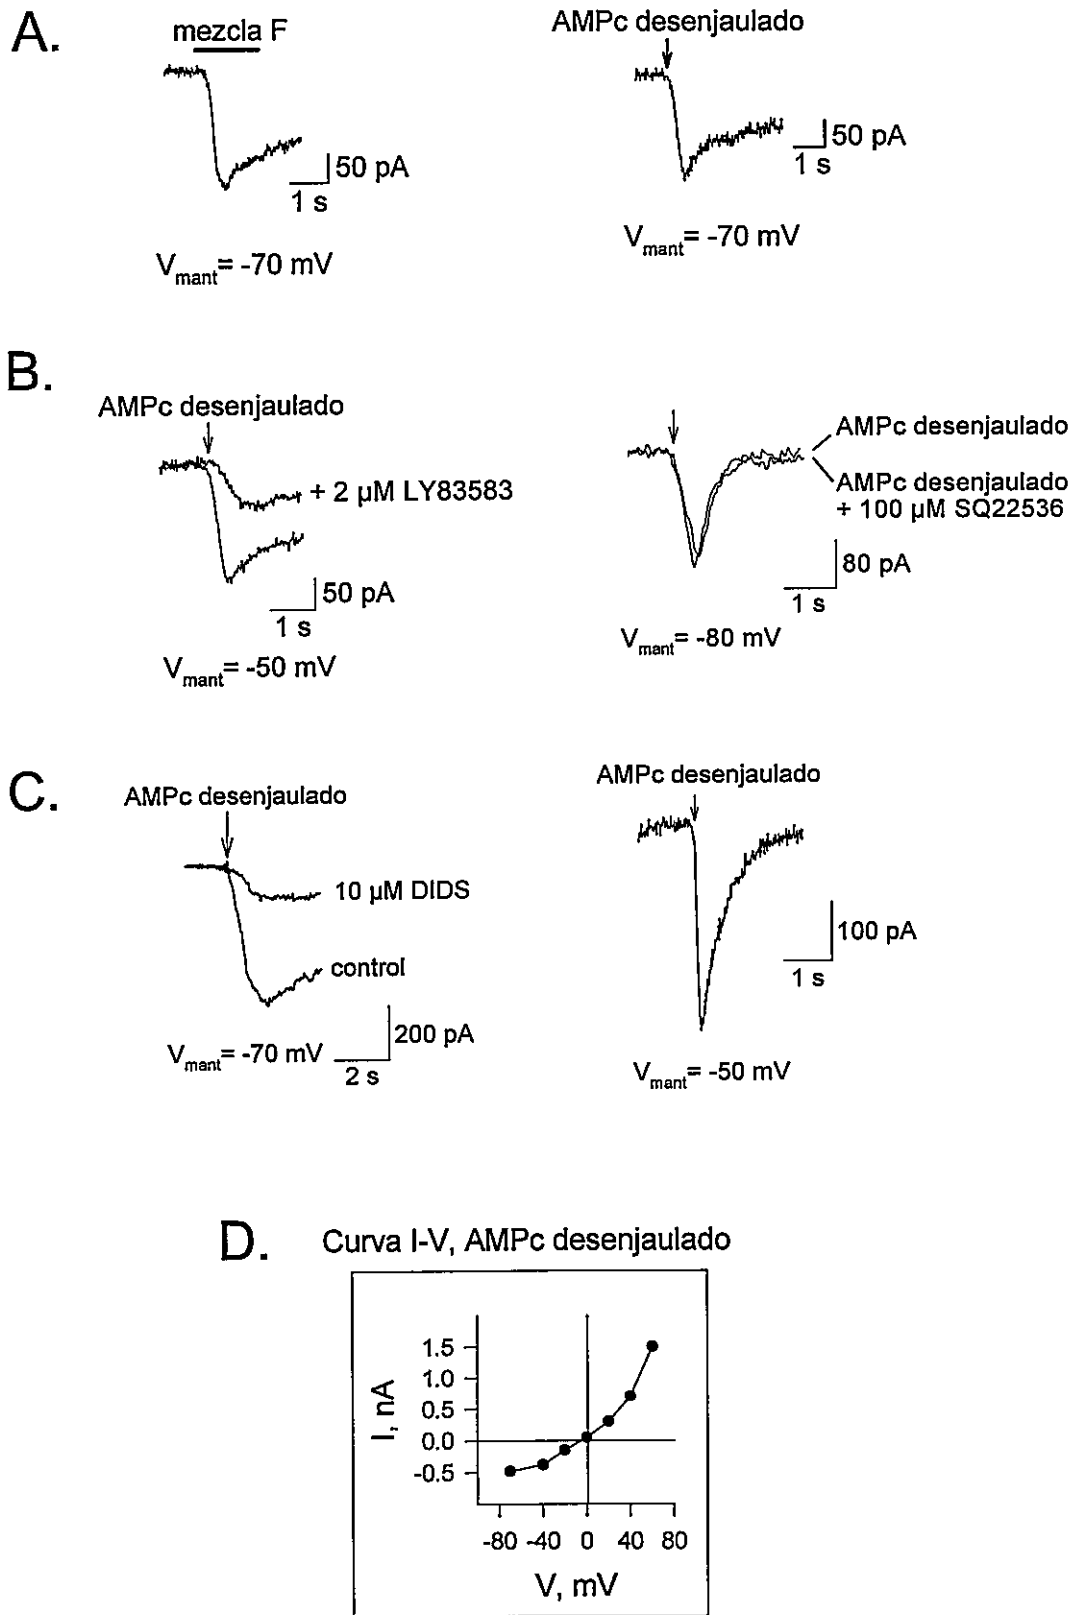 A.
mezcla F
50 pA
1 s
Vmant= -70 mV
AMPc desenjaulado
50 pA
1 s
Vmant= -70 mV
B.
AMPc desenjaulado
+ 2 µM LY83583
50 pA
1 s
Vmant= -50 mV
AMPc desenjaulado
AMPc desenjaulado
+ 100 µM SQ22536
80 pA
1 s
Vmant= -80 mV
C.
AMPc desenjaulado
10 µM DIDS
control
200 pA
2 s
Vmant= -70 mV
AMPc desenjaulado
100 pA
1 s
Vmant= -50 mV
D.
Curva I-V, AMPc desenjaulado
I, nA
1.5
1.0
0.5
0.0
-0.5
-80 -40 0 40 80
V, mV